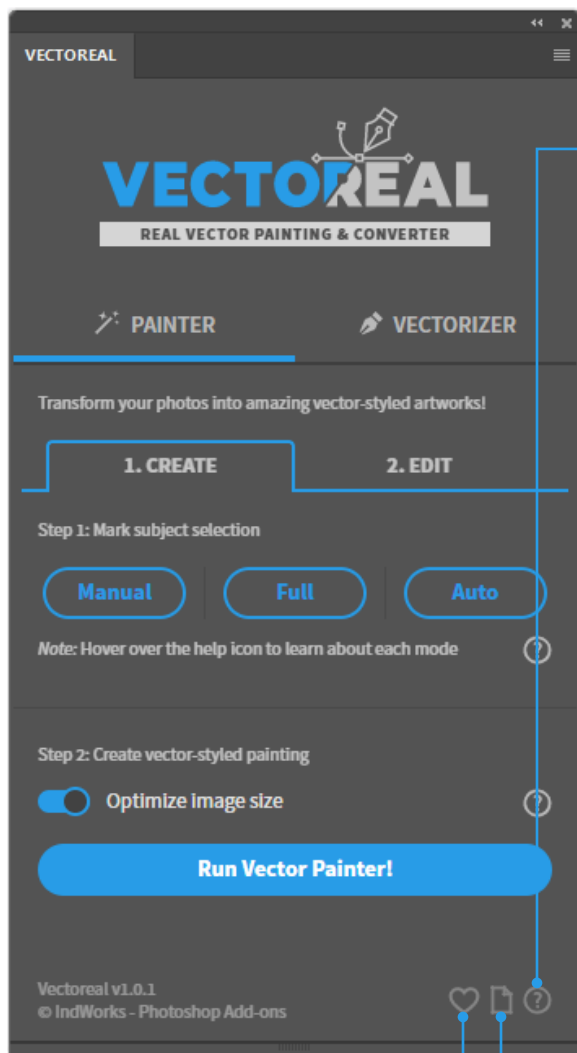 VECTOREAL
VECTOREAL
REAL VECTOR PAINTING & CONVERTER
PAINTER VECTORIZER
Transform your photos into amazing vector-styled artworks!
1. CREATE 2. EDIT
Step 1: Mark subject selection
Manual Full Auto
Note: Hover over the help icon to learn about each mode ?
Step 2: Create vector-styled painting
Optimize image size ?
Run Vector Painter!
Vectoreal v1.0.1
© IndWorks - Photoshop Add-ons ?